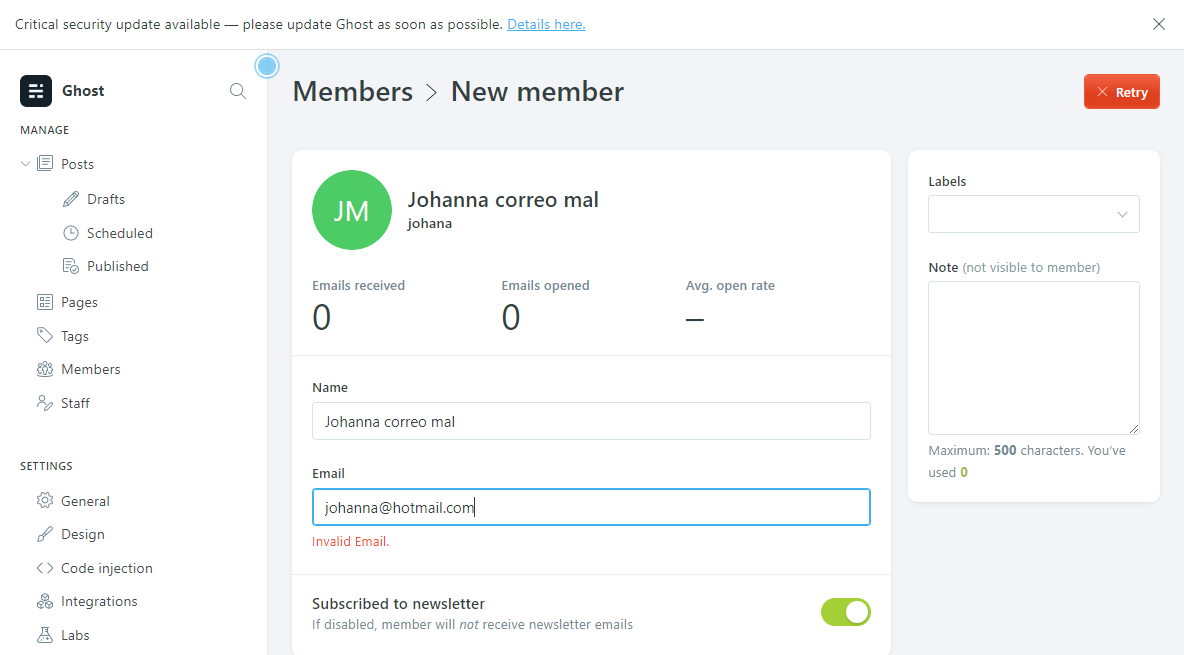 Critical security update available — please update Ghost as soon as possible. Details here.
Ghost
MANAGE
Posts
Drafts
Scheduled
Published
Pages
Tags
Members
Staff
SETTINGS
General
Design
Code injection
Integrations
Labs
Members > New member
Retry
JM
Johanna correo mal
johana
Emails received
0
Emails opened
0
Avg. open rate
–
Name
Johanna correo mal
Email
johanna@hotmail.com
Invalid Email.
Subscribed to newsletter
If disabled, member will not receive newsletter emails
Labels
Note (not visible to member)
Maximum: 500 characters. You've
used 0